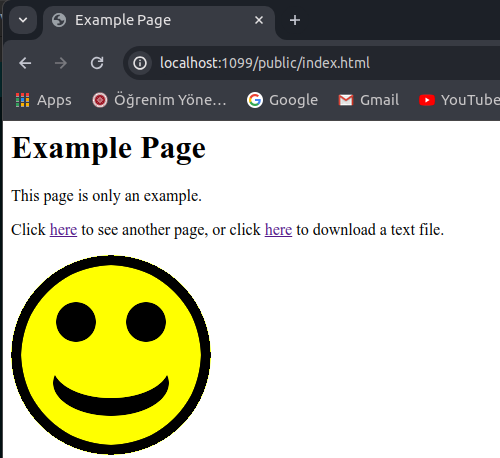 Example Page
localhost:1099/public/index.html
Apps Öğrenim Yöne... Google Gmail YouTube
Example Page
This page is only an example.
Click here to see another page, or click here to download a text file.